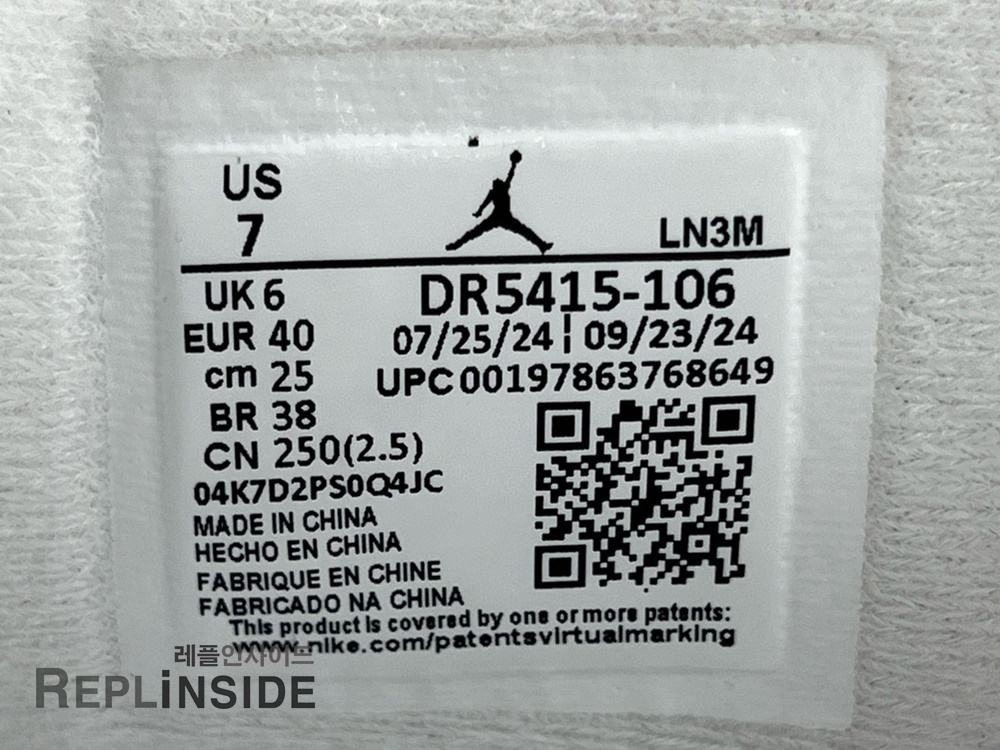 US
7
LN3M
UK 6
EUR 40
cm 25
BR 38
CN 250(2.5)
DR5415-106
07/25/24 ¦ 09/23/24
UPC00197863768649
04K7D2PS0Q4JC
MADE IN CHINA
HECHO EN CHINA
FABRIQUE EN CHINE
FABRICADO NA CHINA
This product is covered by one or more patents:
www.nike.com/patentsvirtualmarking
레플인사이드
REPLiNSIDE